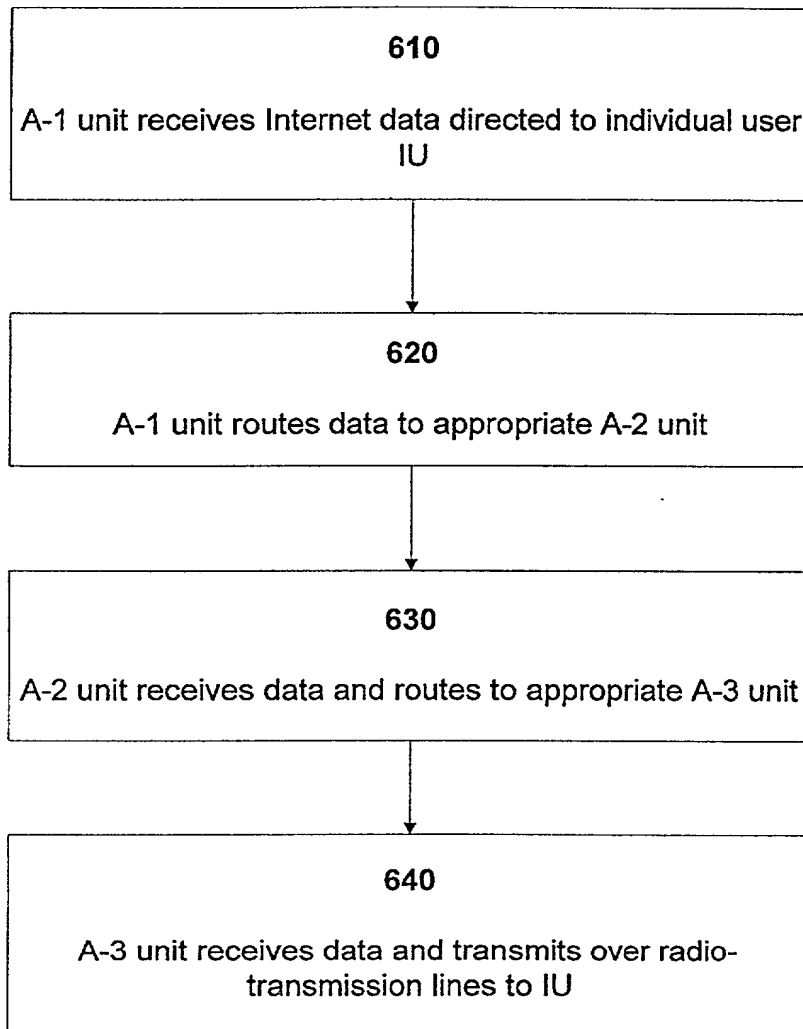 610
A-1 unit receives Internet data directed to individual user
IU
620
A-1 unit routes data to appropriate A-2 unit
630
A-2 unit receives data and routes to appropriate A-3 unit
640
A-3 unit receives data and transmits over radio-
transmission lines to IU